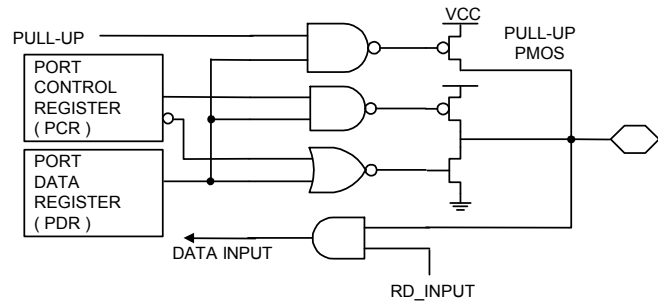 VCC
PULL-UP
PULL-UP
PMOS
PORT
CONTROL
REGISTER
( PCR )
PORT
DATA
REGISTER
( PDR )
DATA INPUT
RD_INPUT